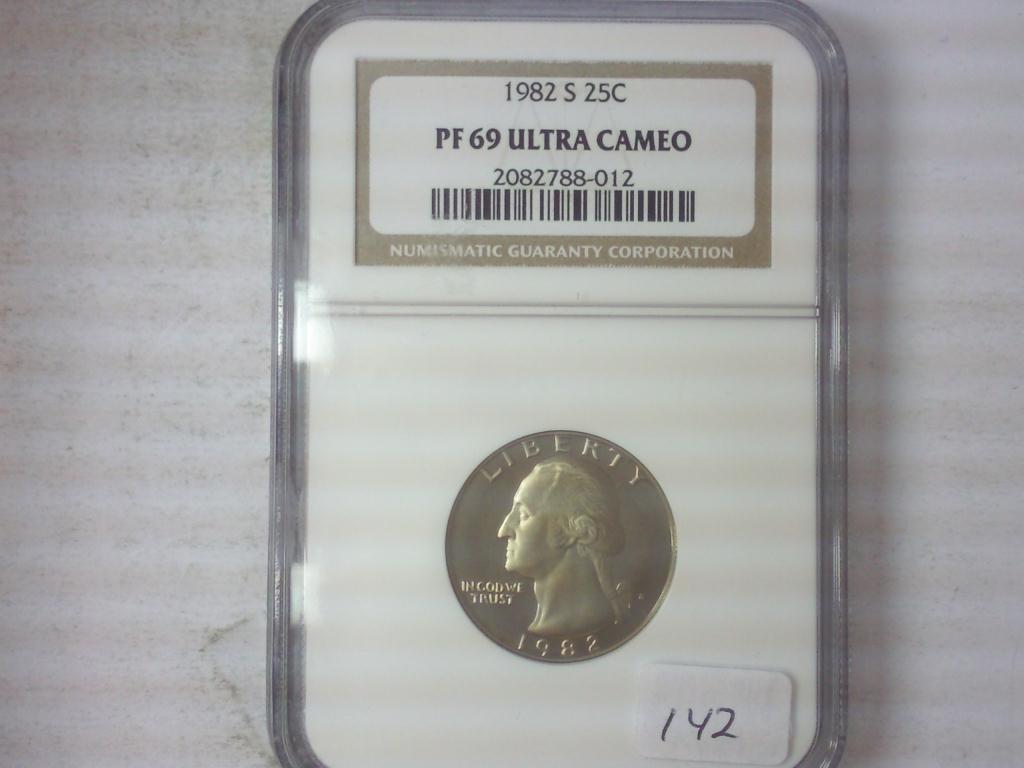 1982 S 25C
PF 69 ULTRA CAMEO
2082788-012
NUMISMATIC GUARANTY CORPORATION
LIBERTY
IN GOD WE
TRUST
1982
142